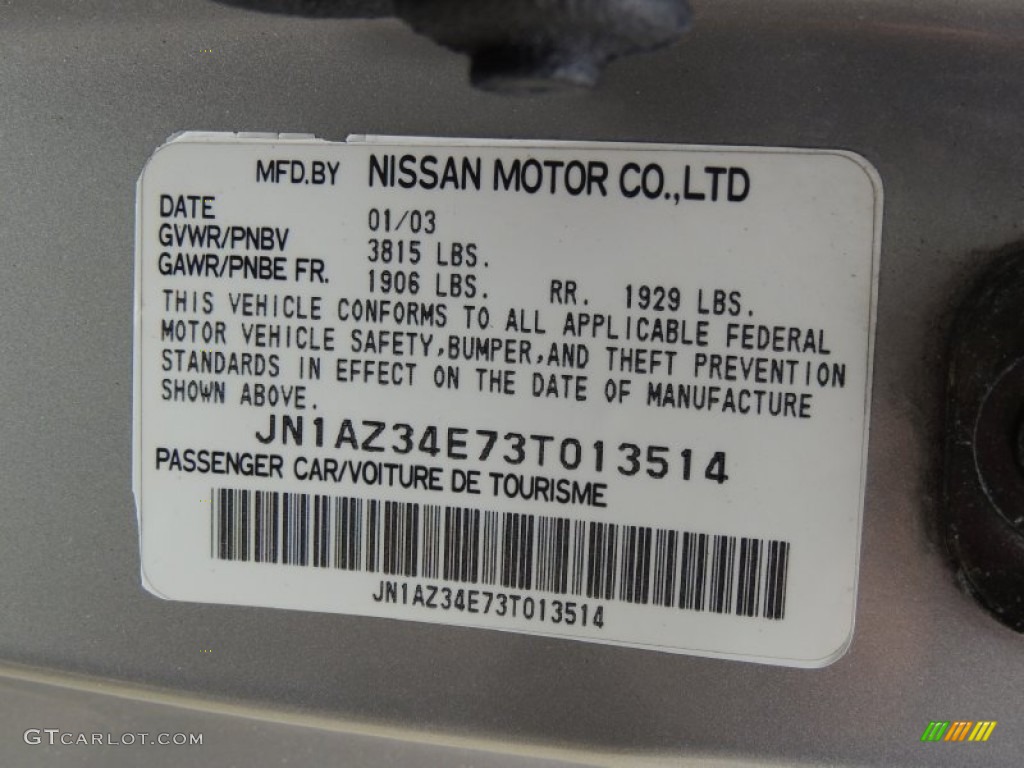 MFD.BY NISSAN MOTOR CO.,LTD
DATE 01/03
GVWR/PNBV 3815 LBS.
GAWR/PNBE FR. 1906 LBS. RR. 1929 LBS.
THIS VEHICLE CONFORMS TO ALL APPLICABLE FEDERAL
MOTOR VEHICLE SAFETY,BUMPER,AND THEFT PREVENTION
STANDARDS IN EFFECT ON THE DATE OF MANUFACTURE
SHOWN ABOVE.
JN1AZ34E73T013514
PASSENGER CAR/VOITURE DE TOURISME
JN1AZ34E73T013514
GTCARLOT.COM